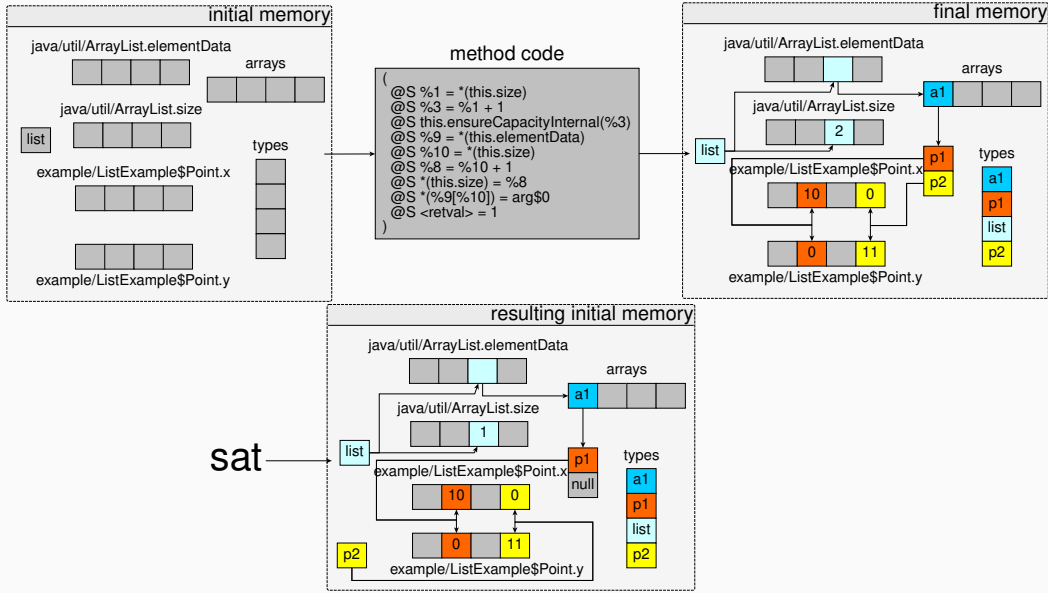 initial memory
java/util/ArrayList.elementData
arrays
java/util/ArrayList.size
list
types
example/ListExample$Point.x
example/ListExample$Point.y
method code
(
@S %1 = *(this.size)
@S %3 = %1 + 1
@S this.ensureCapacityInternal(%3)
@S %9 = *(this.elementData)
@S %10 = *(this.size)
@S %8 = %10 + 1
@S *(this.size) = %8
@S *(%9[%10]) = arg$0
@S <retval> = 1
)
final memory
java/util/ArrayList.elementData
arrays
a1
java/util/ArrayList.size
2
list
p1
types
example/ListExample$Point.x
a1
p2
10
0
p1
list
0
11
p2
example/ListExample$Point.y
resulting initial memory
java/util/ArrayList.elementData
arrays
a1
java/util/ArrayList.size
1
sat
list
p1
types
example/ListExample$Point.x
null
a1
10
0
p1
list
0
11
p2
p2
example/ListExample$Point.y